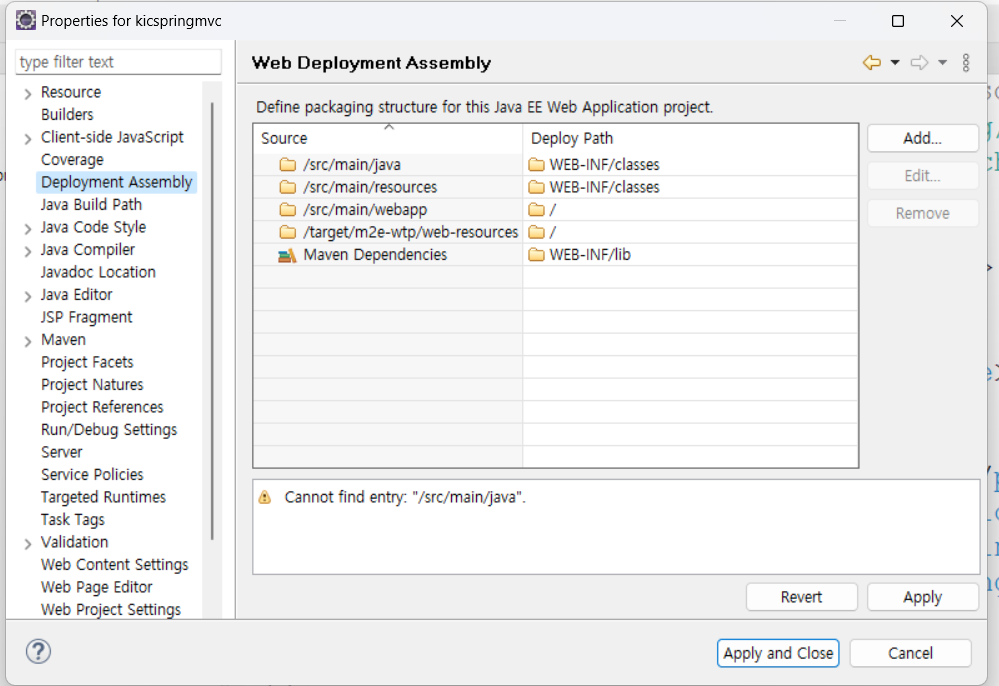 Properties for kicspringmvc
type filter text
Resource
Builders
Client-side JavaScript
Coverage
Deployment Assembly
Java Build Path
Java Code Style
Java Compiler
Javadoc Location
Java Editor
JSP Fragment
Maven
Project Facets
Project Natures
Project References
Run/Debug Settings
Server
Service Policies
Targeted Runtimes
Task Tags
Validation
Web Content Settings
Web Page Editor
Web Project Settings
Web Deployment Assembly
Define packaging structure for this Java EE Web Application project.
Source Deploy Path
/src/main/java WEB-INF/classes
/src/main/resources WEB-INF/classes
/src/main/webapp /
/target/m2e-wtp/web-resources /
Maven Dependencies WEB-INF/lib
Add...
Edit...
Remove
Cannot find entry: "/src/main/java".
Revert Apply
Apply and Close Cancel